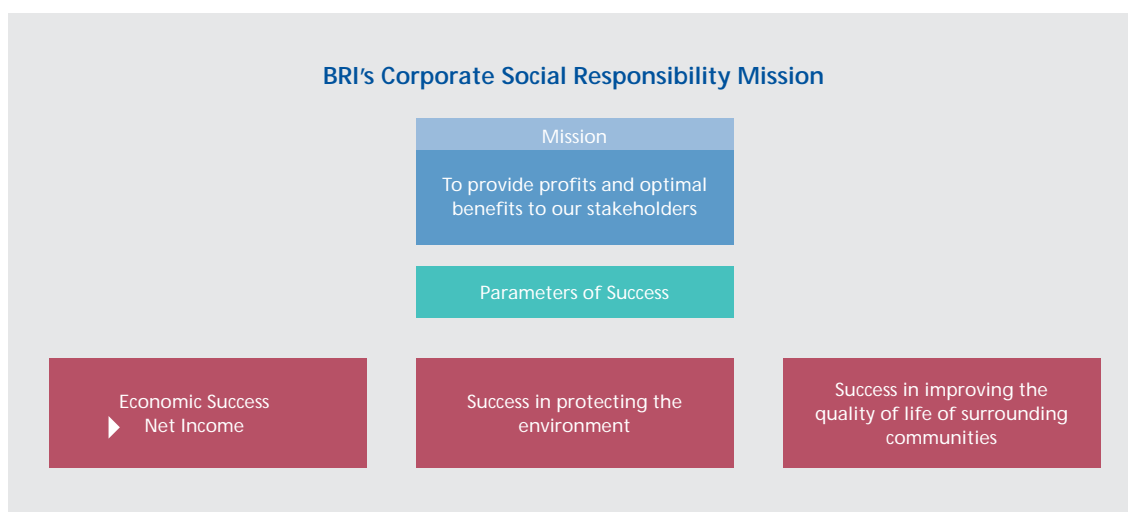 BRI's Corporate Social Responsibility Mission
Mission
To provide profits and optimal
benefits to our stakeholders
Parameters of Success
Economic Success
Net Income
Success in protecting the
environment
Success in improving the
quality of life of surrounding
communities